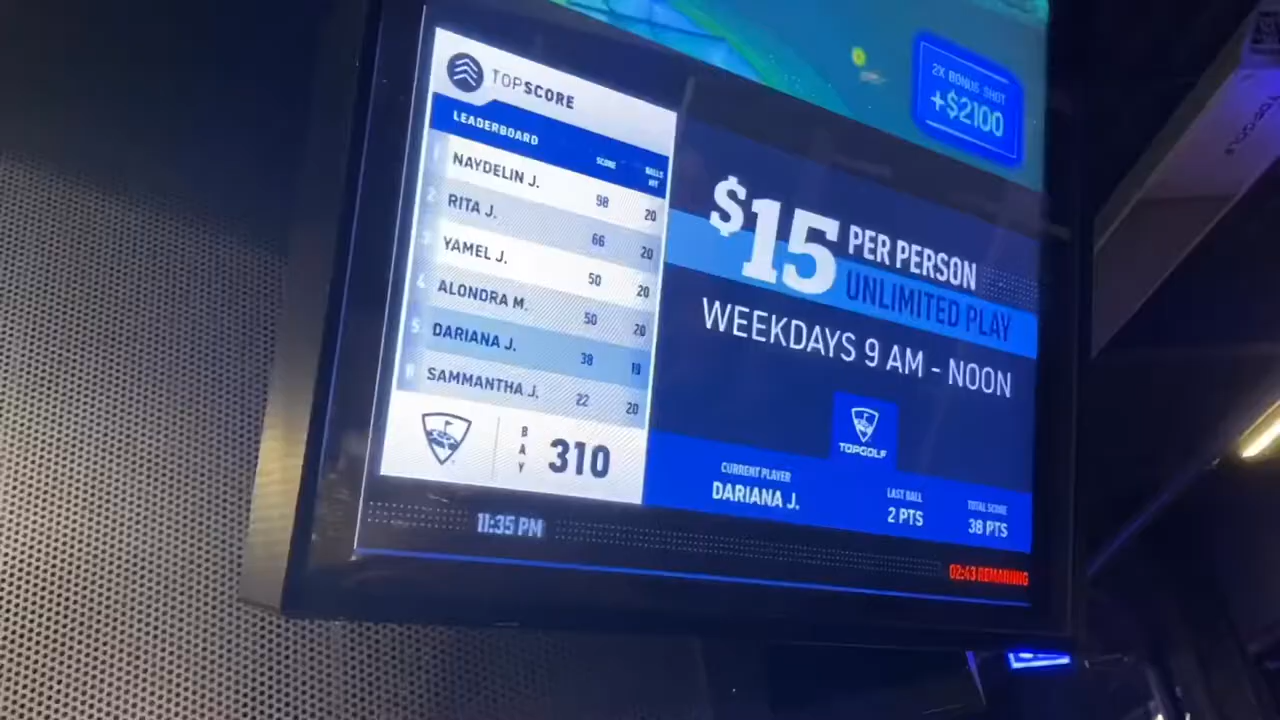 TOPSCORE
LEADERBOARD SCORE BALLS HIT
1 NAYDELIN J. 98 20
2 RITA J. 66 20
3 YAMEL J. 50 20
4 ALONDRA M. 50 20
5 DARIANA J. 38 19
6 SAMMANTHA J. 22 20
BAY 310
2X BONUS SHOT
+$2100
$15 PER PERSON
UNLIMITED PLAY
WEEKDAYS 9 AM - NOON
TOPGOLF
CURRENT PLAYER
DARIANA J.
LAST BALL
2 PTS
TOTAL SCORE
38 PTS
11:35 PM
02:43 REMAINING